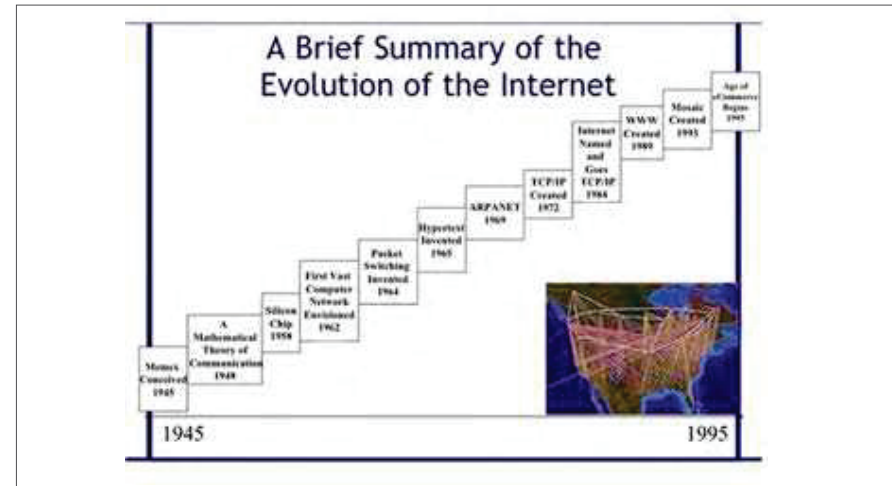 A Brief Summary of the
Evolution of the Internet
Memex
Conceived
1945
A
Mathematical
Theory of
Communication
1948
Silicon
Chip
1958
First Vast
Computer
Network
Envisioned
1962
Packet
Switching
Invented
1964
Hypertext
Invented
1965
ARPANET
1969
TCP/IP
Created
1972
Internet
Named
and
Goes
TCP/IP
1984
WWW
Created
1989
Mosaic
Created
1993
Age of
eCommerce
Begins
1995
1945
1995